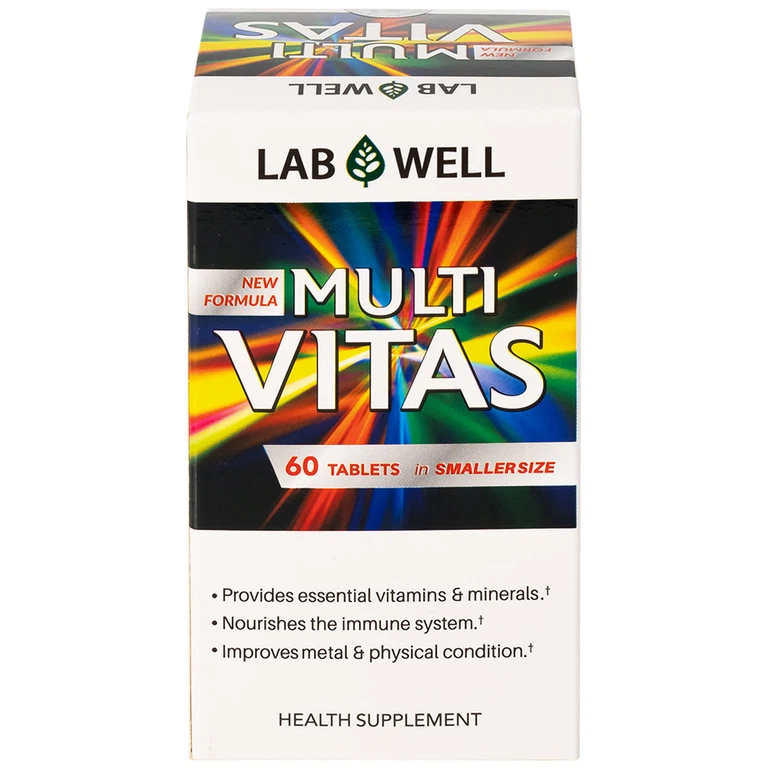 VITAS
MULTI
NEW
FORMULA
LAB WELL
LAB WELL
NEW
FORMULA
MULTI
VITAS
60 TABLETS in SMALLER SIZE
• Provides essential vitamins & minerals.†
• Nourishes the immune system.†
• Improves metal & physical condition.†
HEALTH SUPPLEMENT